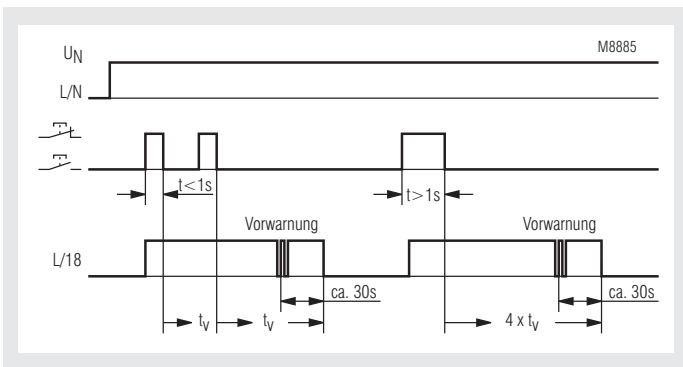 U_N
M8885
L/N
t<1s
t>1s
Vorwarnung
Vorwarnung
L/18
ca. 30s
ca. 30s
t_v
t_v
4 x t_v